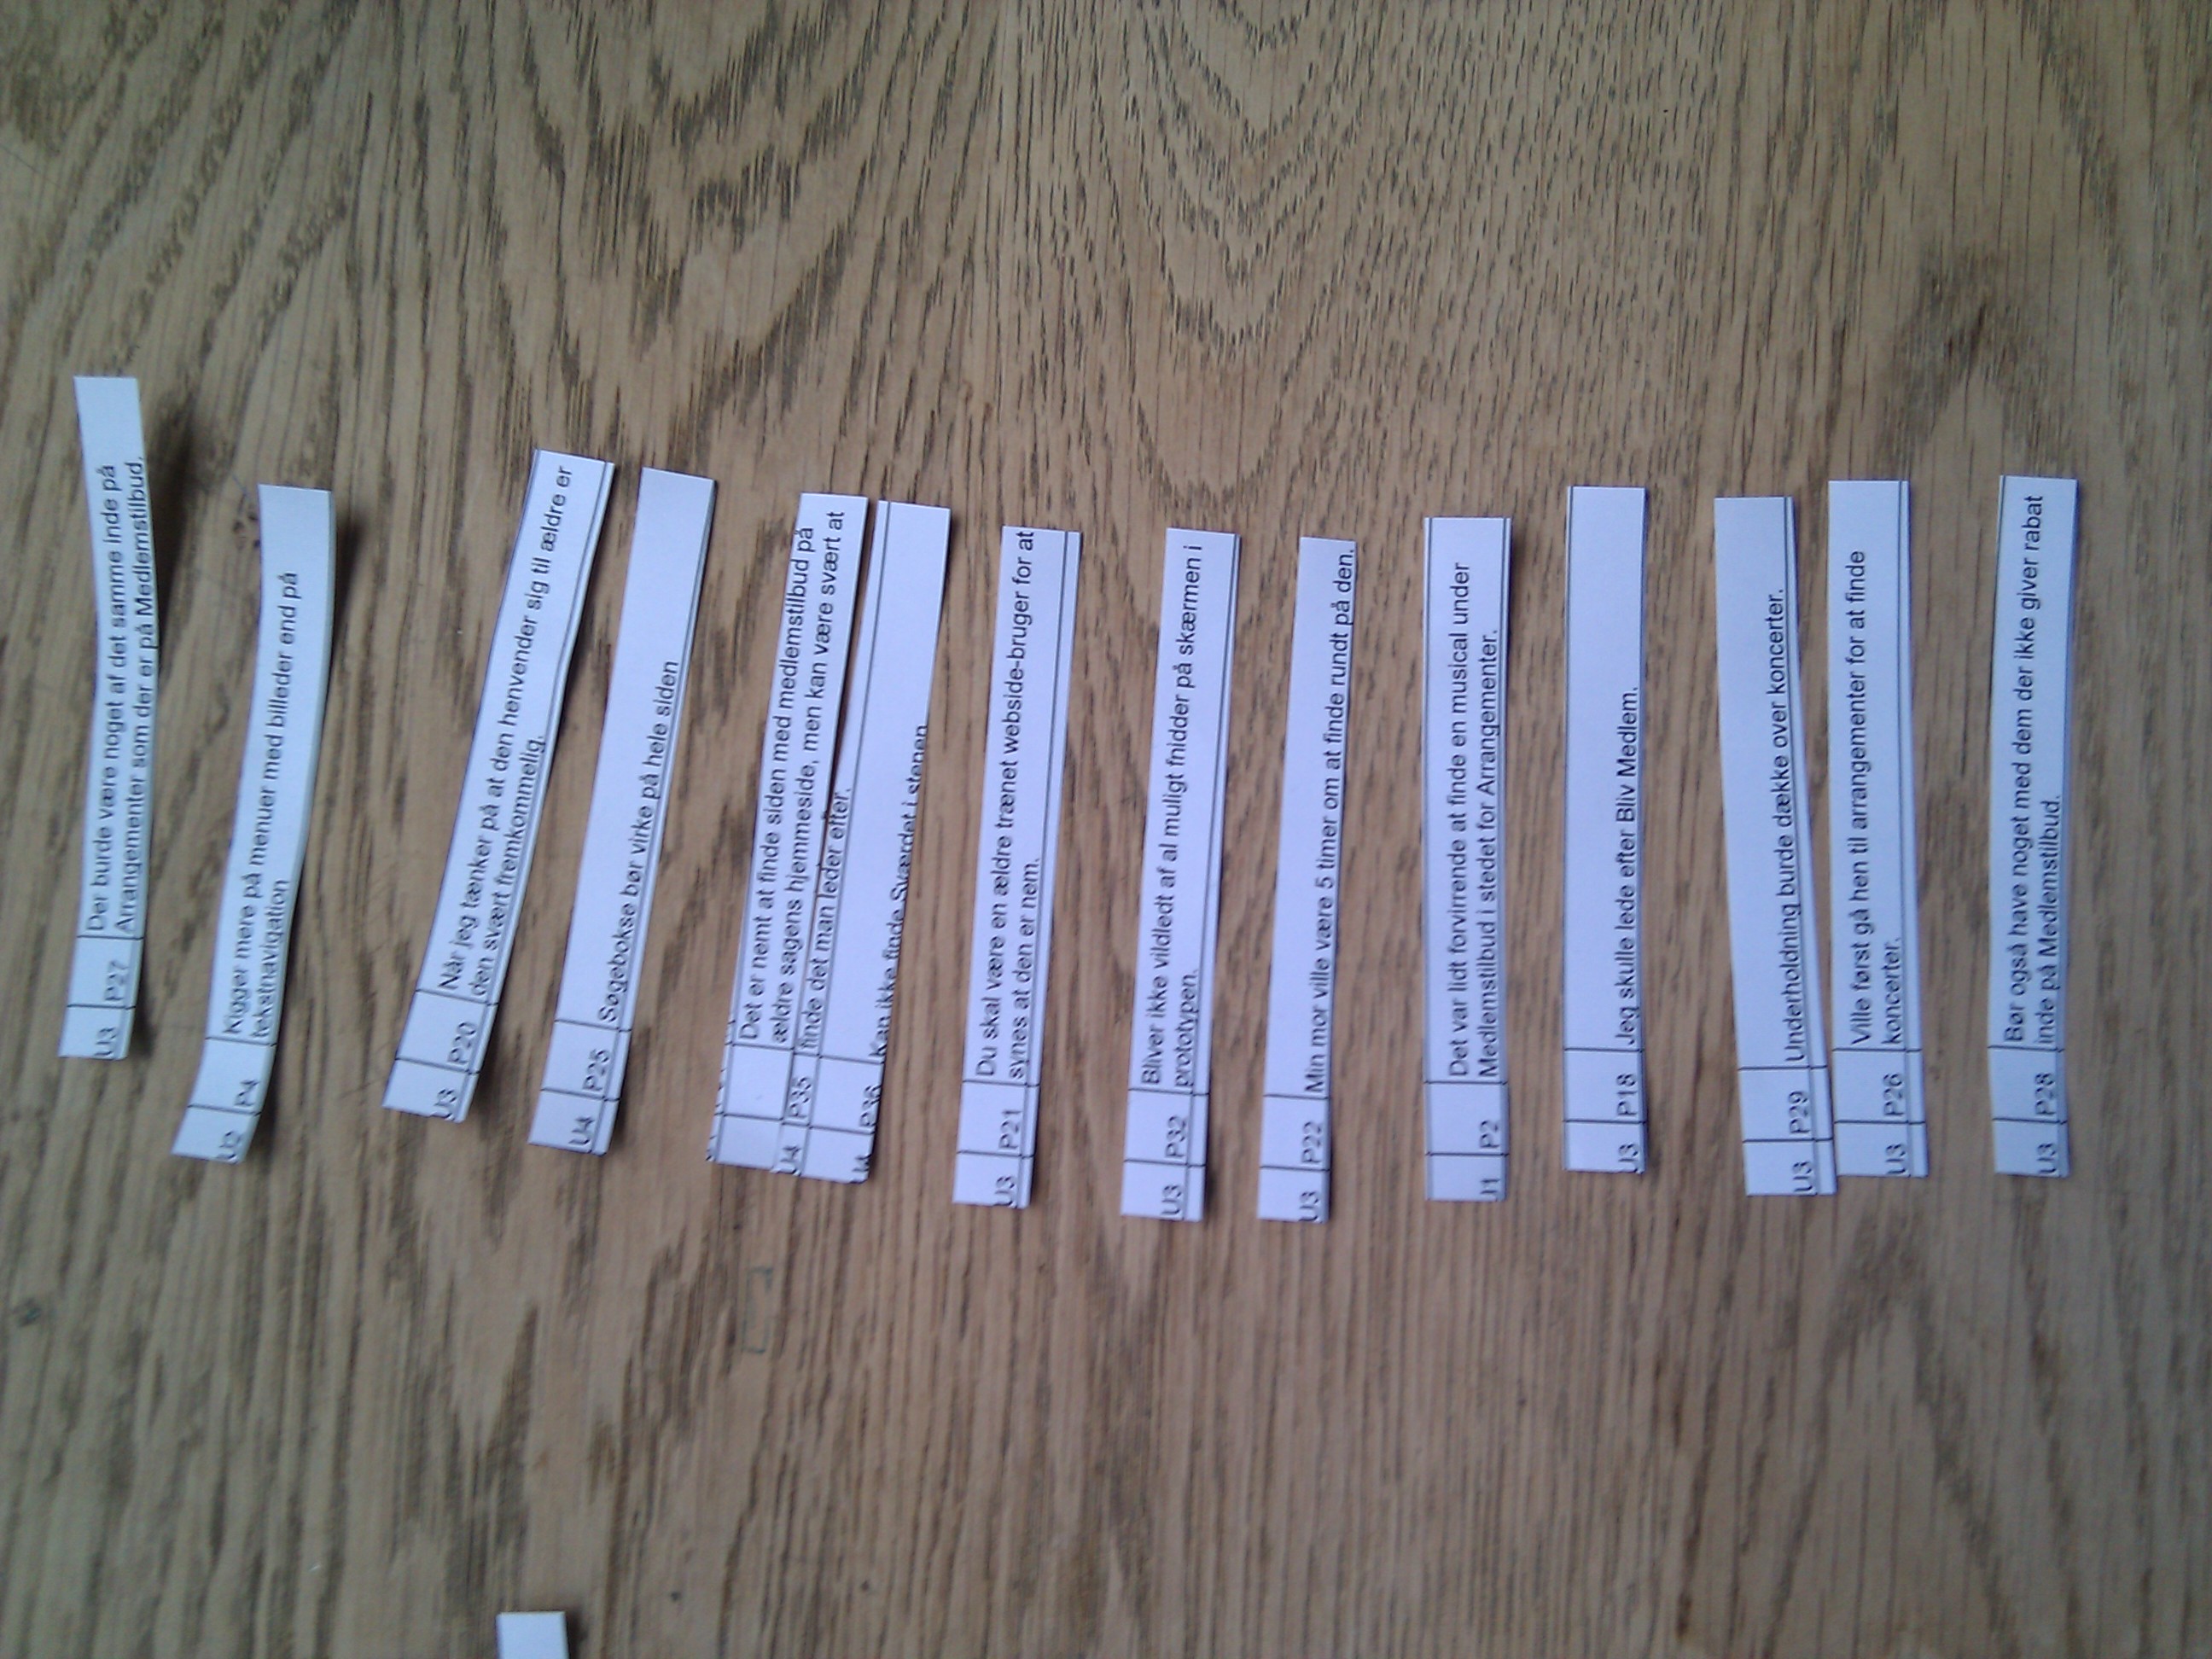 U3 P27 Der burde være noget af det samme inde på
Arrangementer som der er på Medlemstilbud.
U2 P4 Kigger mere på menuer med billeder end på
tekstnavigation
U3 P20 Når jeg tænker på at den henvender sig til ældre er
den svært fremkommelig.
U4 P25 Søgebokse bør virke på hele siden
Det er nemt at finde siden med medlemstilbud på
ældre sagens hjemmeside, men kan være svært at
U4 P35 finde det man leder efter.
P36 Kan ikke finde Sværdet i stenen
U3 P21 Du skal være en ældre trænet webside-bruger for at
synes at den er nem.
U3 P32 Bliver ikke vidledt af al muligt fnidder på skærmen i
prototypen.
U3 P22 Min mor ville være 5 timer om at finde rundt på den.
U1 P2 Det var lidt forvirrende at finde en musical under
Medlemstilbud i stedet for Arrangementer.
U3 P18 Jeg skulle lede efter Bliv Medlem.
U3 P29 Underholdning burde dække over koncerter.
U3 P26 Ville først gå hen til arrangementer for at finde
koncerter.
U3 P28 Bør også have noget med dem der ikke giver rabat
inde på Medlemstilbud.